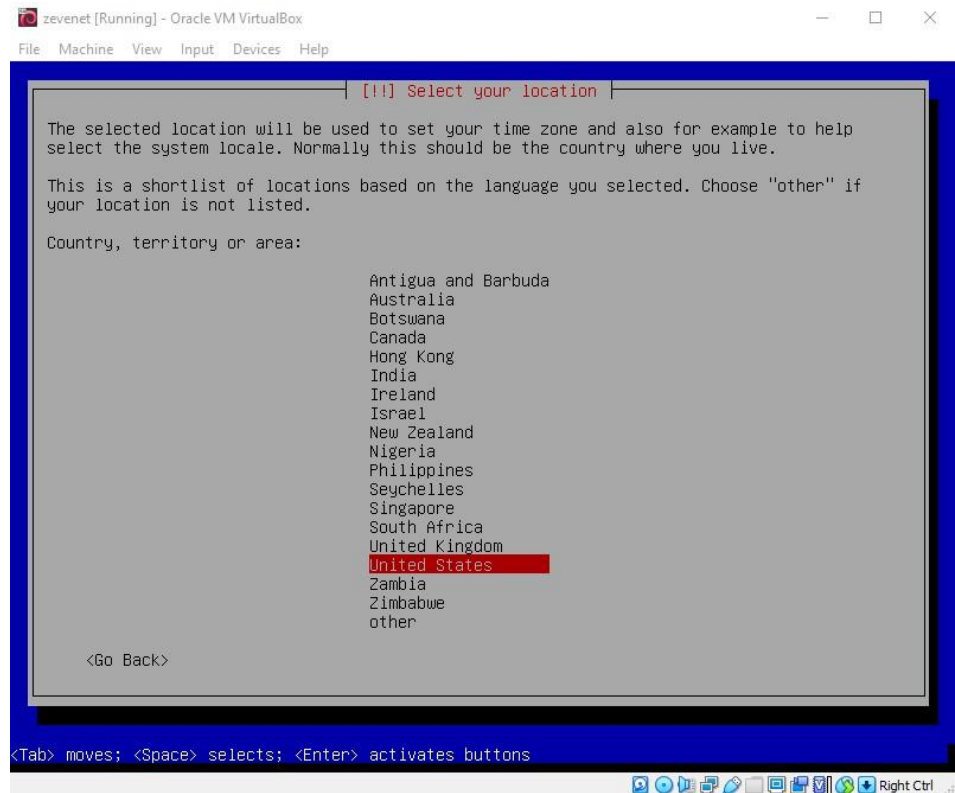 zevenet [Running] - Oracle VM VirtualBox
File Machine View Input Devices Help
[!!] Select your location
The selected location will be used to set your time zone and also for example to help
select the system locale. Normally this should be the country where you live.
This is a shortlist of locations based on the language you selected. Choose "other" if
your location is not listed.
Country, territory or area:
Antigua and Barbuda
Australia
Botswana
Canada
Hong Kong
India
Ireland
Israel
New Zealand
Nigeria
Philippines
Seychelles
Singapore
South Africa
United Kingdom
United States
Zambia
Zimbabwe
other
<Go Back>
<Tab> moves; <Space> selects; <Enter> activates buttons
Right Ctrl